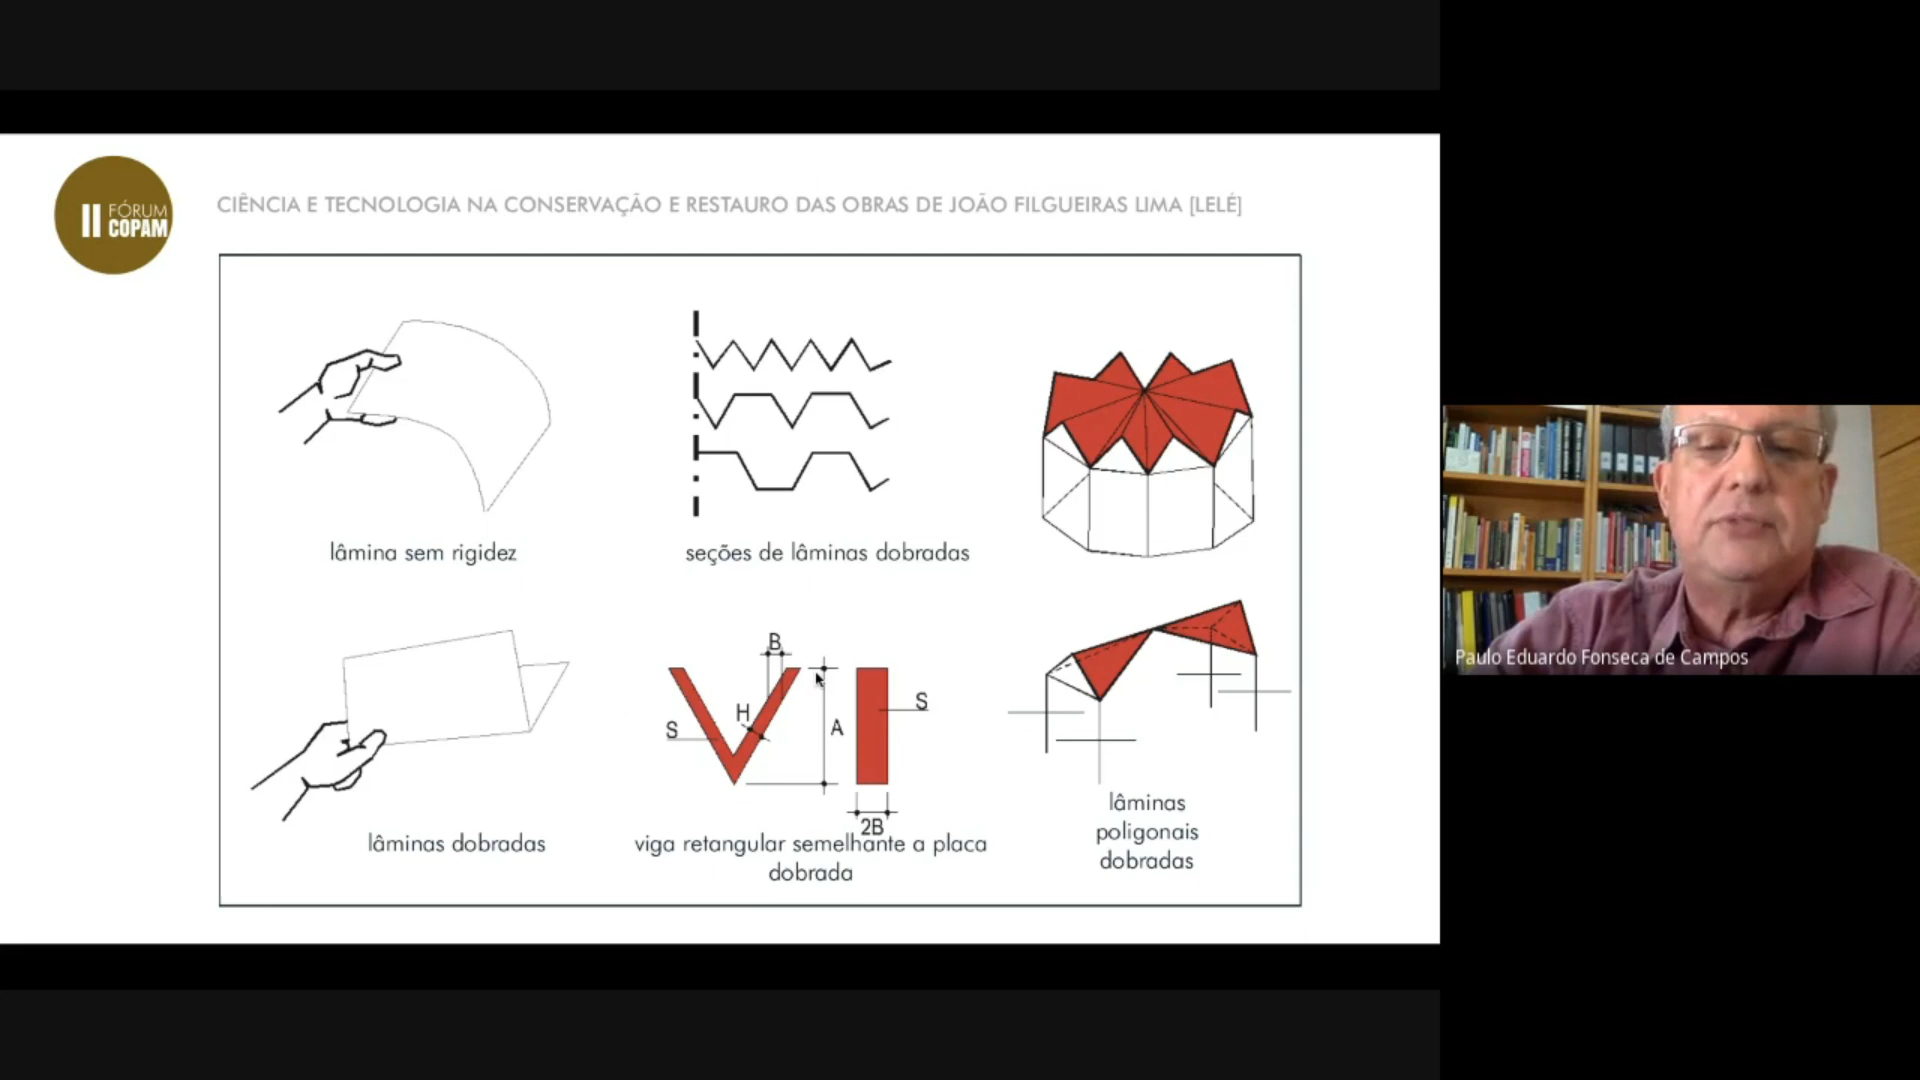 II FÓRUM
COPAM
CIÊNCIA E TECNOLOGIA NA CONSERVAÇÃO E RESTAURO DAS OBRAS DE JOÃO FILGUEIRAS LIMA [LELÉ]
lâmina sem rigidez
seções de lâminas dobradas
lâminas dobradas
B
H
S
A
S
2B
viga retangular semelhante a placa
dobrada
lâminas
poligonais
dobradas
Paulo Eduardo Fonseca de Campos